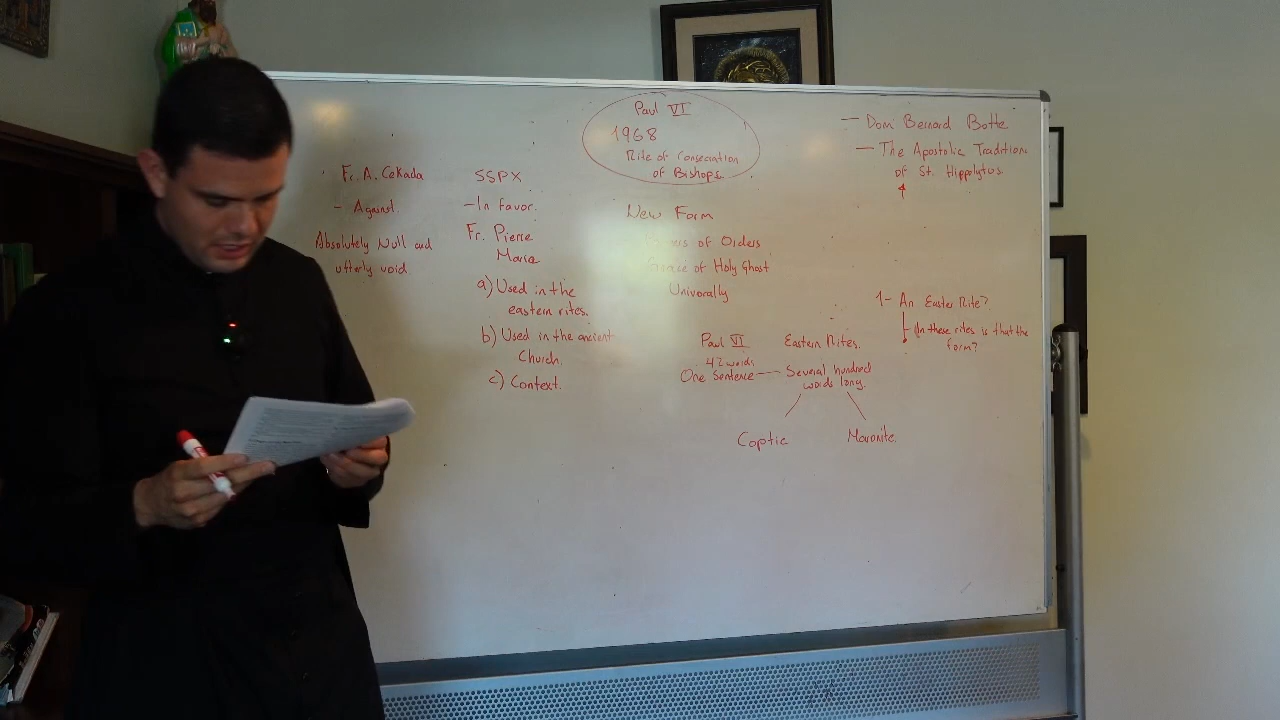 Fr. A. Cekada
- Against.
Absolutely Null and
utterly void.
SSPX
- In favor.
Fr. Pierre
Marie
a) Used in the
eastern rites.
b) Used in the ancient
Church.
c) Context.
Paul VI
1968
Rite of Consecration
of Bishops.
New Form
of Orders
of Holy Ghost
Univorally
Paul VI
42 words
One Sentence
Eastern Rites.
Several hundred
words long.
Coptic
Maronite.
- Dom Bernard Botte
- The Apostolic Tradition
of St. Hippolytus.
1- An Easter Rite?
In these rites is that the
form?